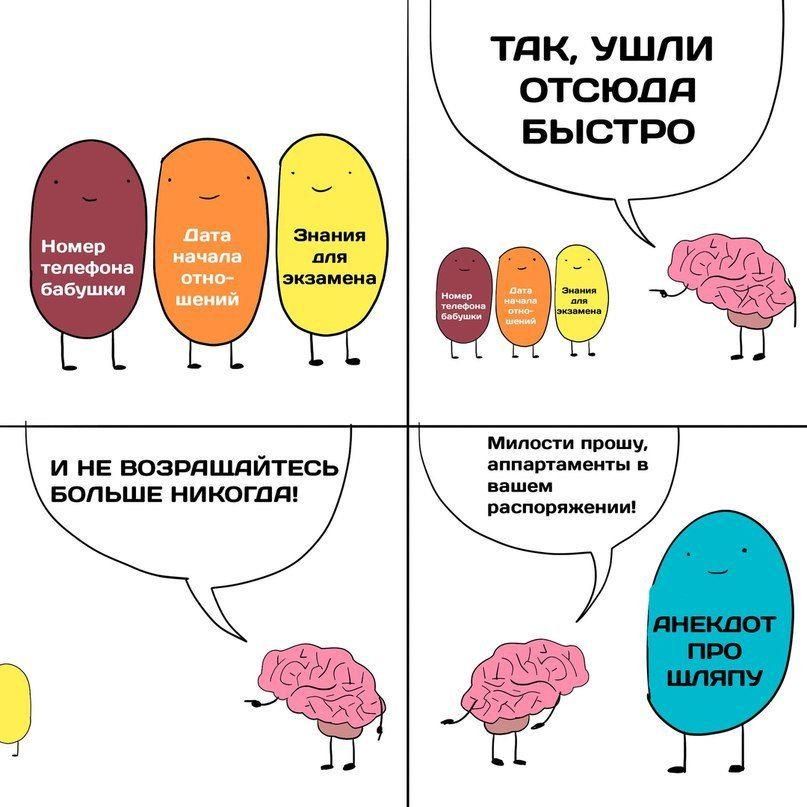 Номер
телефона
бабушки
Дата
начала
отно-
шений
Знания
для
экзамена
ТАК, УШЛИ
ОТСЮДА
БЫСТРО
Номер
телефона
бабушки
Дата
начала
отно-
шений
Знания
для
экзамена
И НЕ ВОЗРАЩАЙТЕСЬ
БОЛЬШЕ НИКОГДА!
Милости прошу,
аппартаменты в
вашем
распоряжении!
АНЕКДОТ
ПРО
ШЛЯПУ